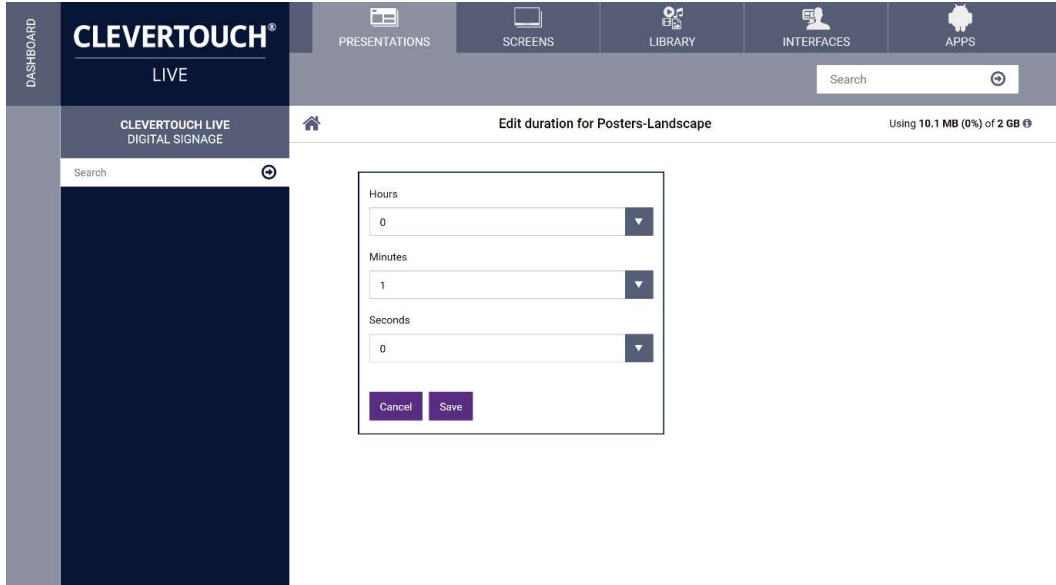 DASHBOARD
CLEVERTOUCH®
LIVE
PRESENTATIONS
SCREENS
LIBRARY
INTERFACES
APPS
Search
CLEVERTOUCH LIVE
DIGITAL SIGNAGE
Edit duration for Posters-Landscape
Using 10.1 MB (0%) of 2 GB
Search
Hours
0
Minutes
1
Seconds
0
Cancel
Save